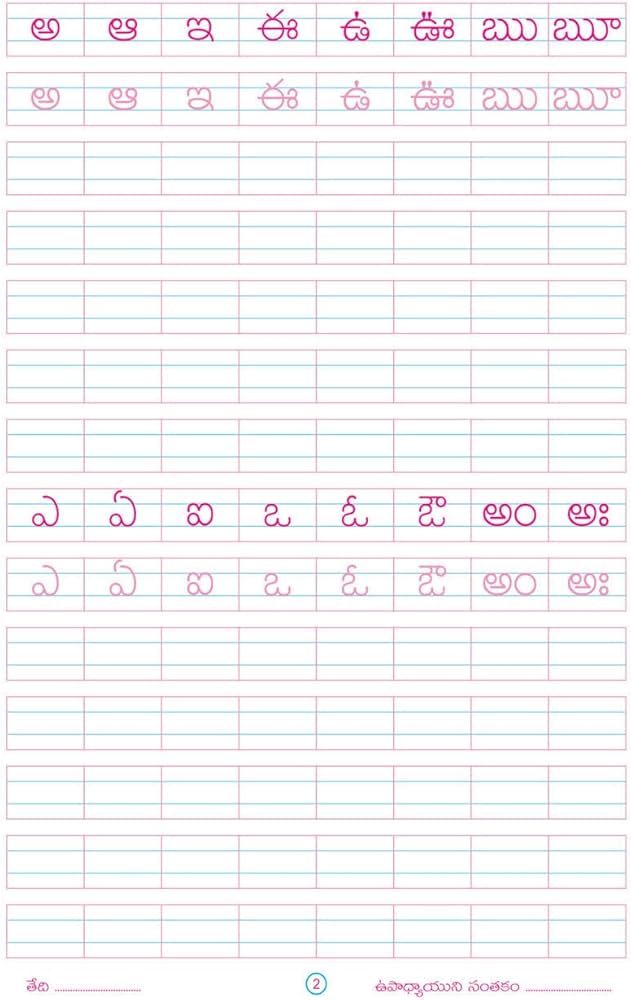 అ ఆ ఇ ఈ ఉ ఊ ఋ ౠ
అ ఆ ఇ ఈ ఉ ఊ ఋ ౠ
ఎ ఏ ఐ ఒ ఓ ఔ అం అః
ఎ ఏ ఐ ఒ ఓ ఔ అం అః
తేది ................................ 2 ఉపాధ్యాయుని సంతకం ................................